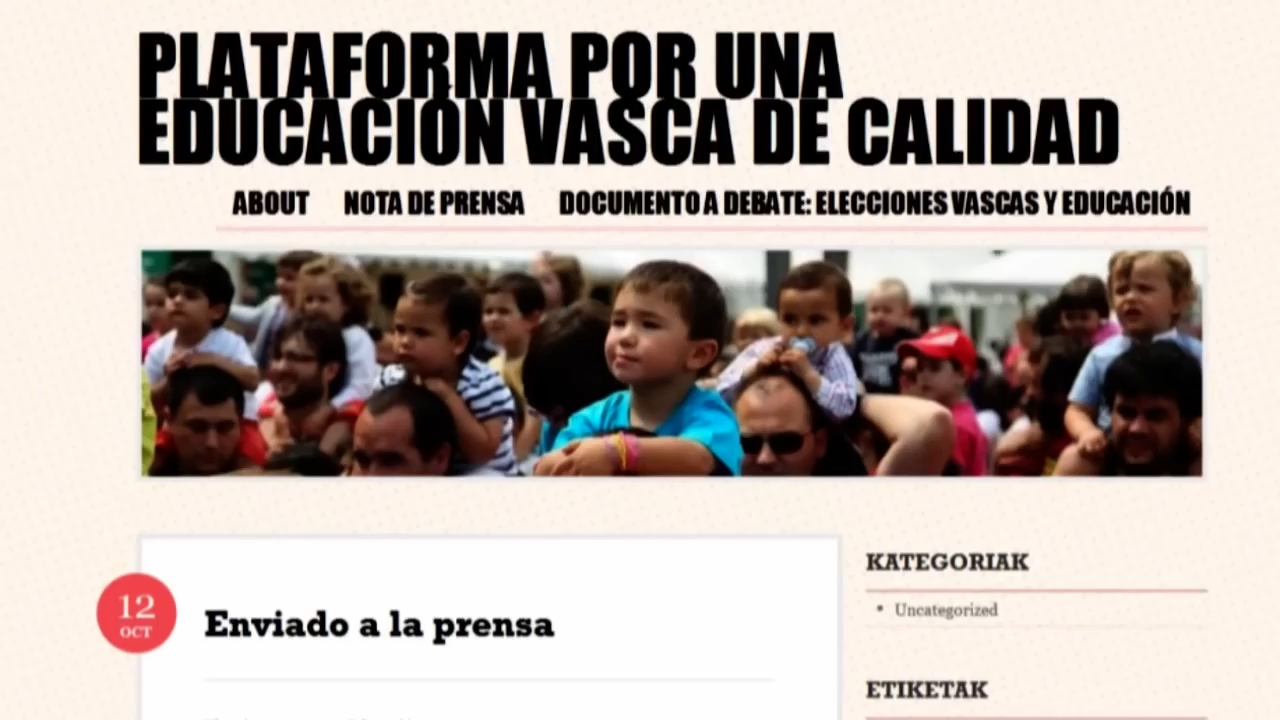 PLATAFORMA POR UNA
EDUCACIÓN VASCA DE CALIDAD
ABOUT NOTA DE PRENSA DOCUMENTO A DEBATE: ELECCIONES VASCAS Y EDUCACIÓN
12
OCT
Enviado a la prensa
KATEGORIAK
Uncategorized
ETIKETAK